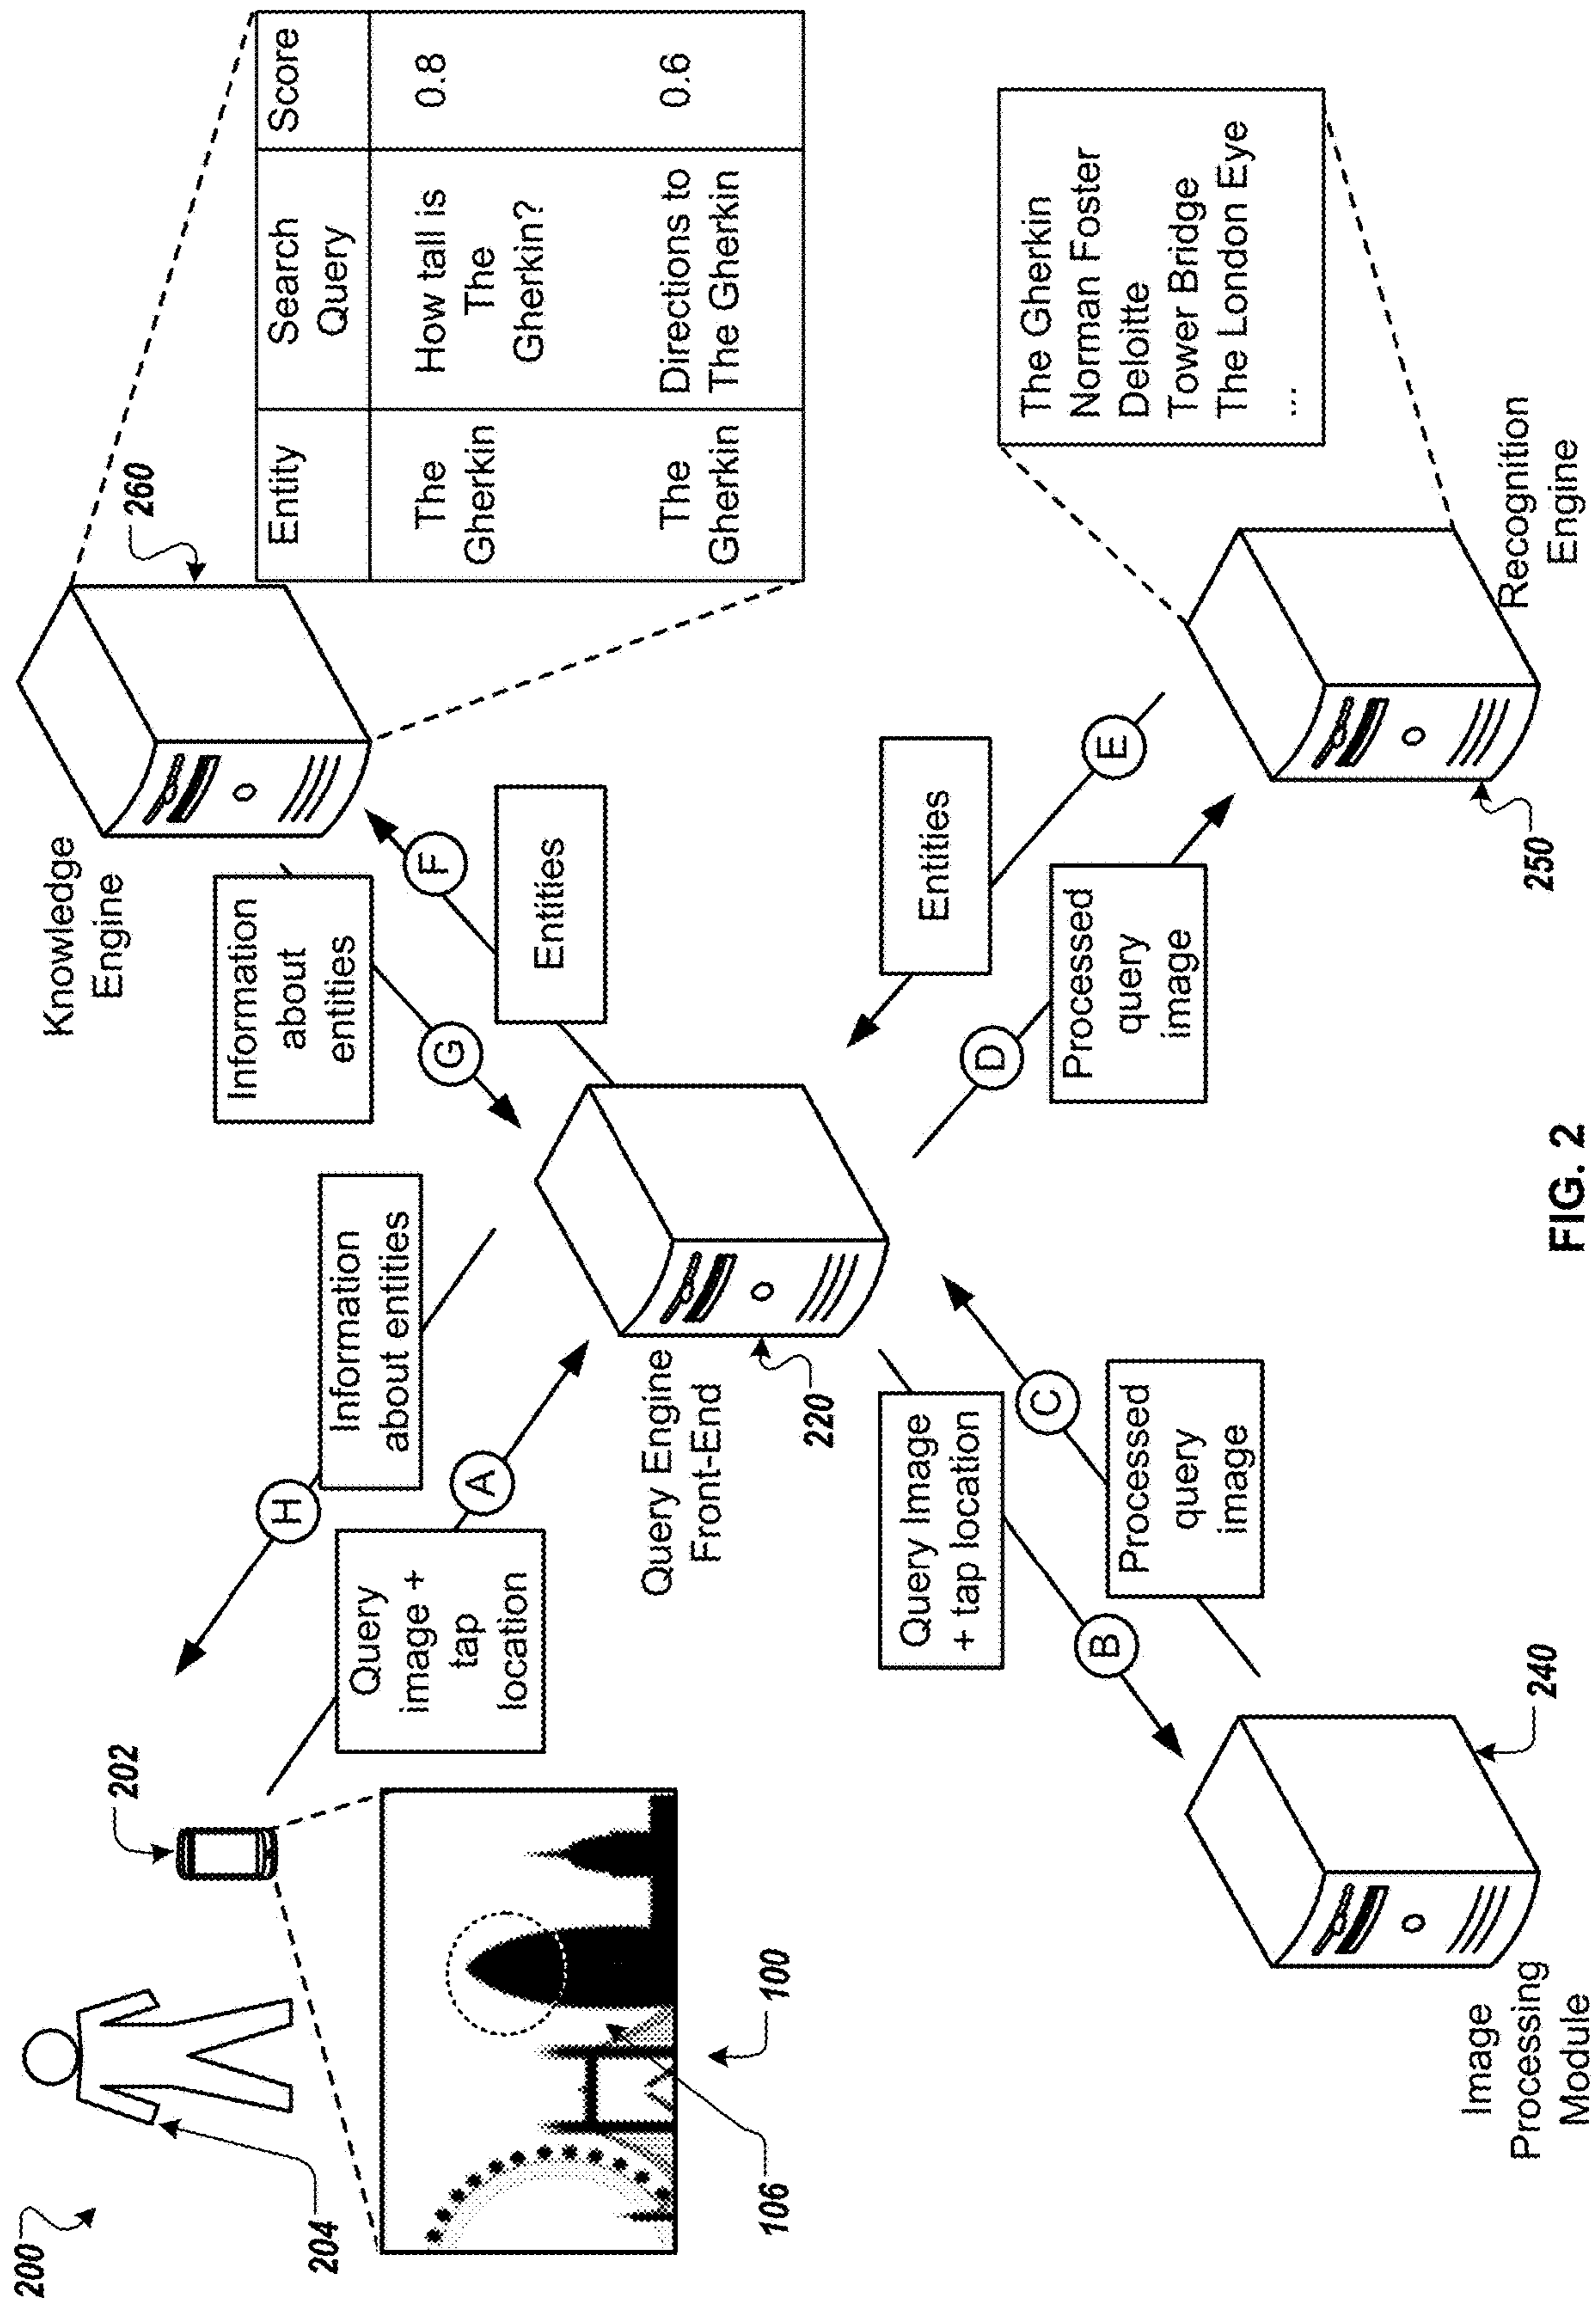 200
204
202
H
Information
about entities
Query
image +
tap
location
A
106
100
Query Engine
Front-End
220
Knowledge
Engine
260
Information
about
entities
G
F
Entities
Entity
Search
Query
Score
The
Gherkin
How tall is
The
Gherkin?
0.8
The
Gherkin
Directions to
The Gherkin
0.6
Query Image
+ tap location
B
C
Processed
query
image
Image
Processing
Module
240
Entities
E
D
Processed
query
image
250
Recognition
Engine
The Gherkin
Norman Foster
Deloitte
Tower Bridge
The London Eye
...
FIG. 2